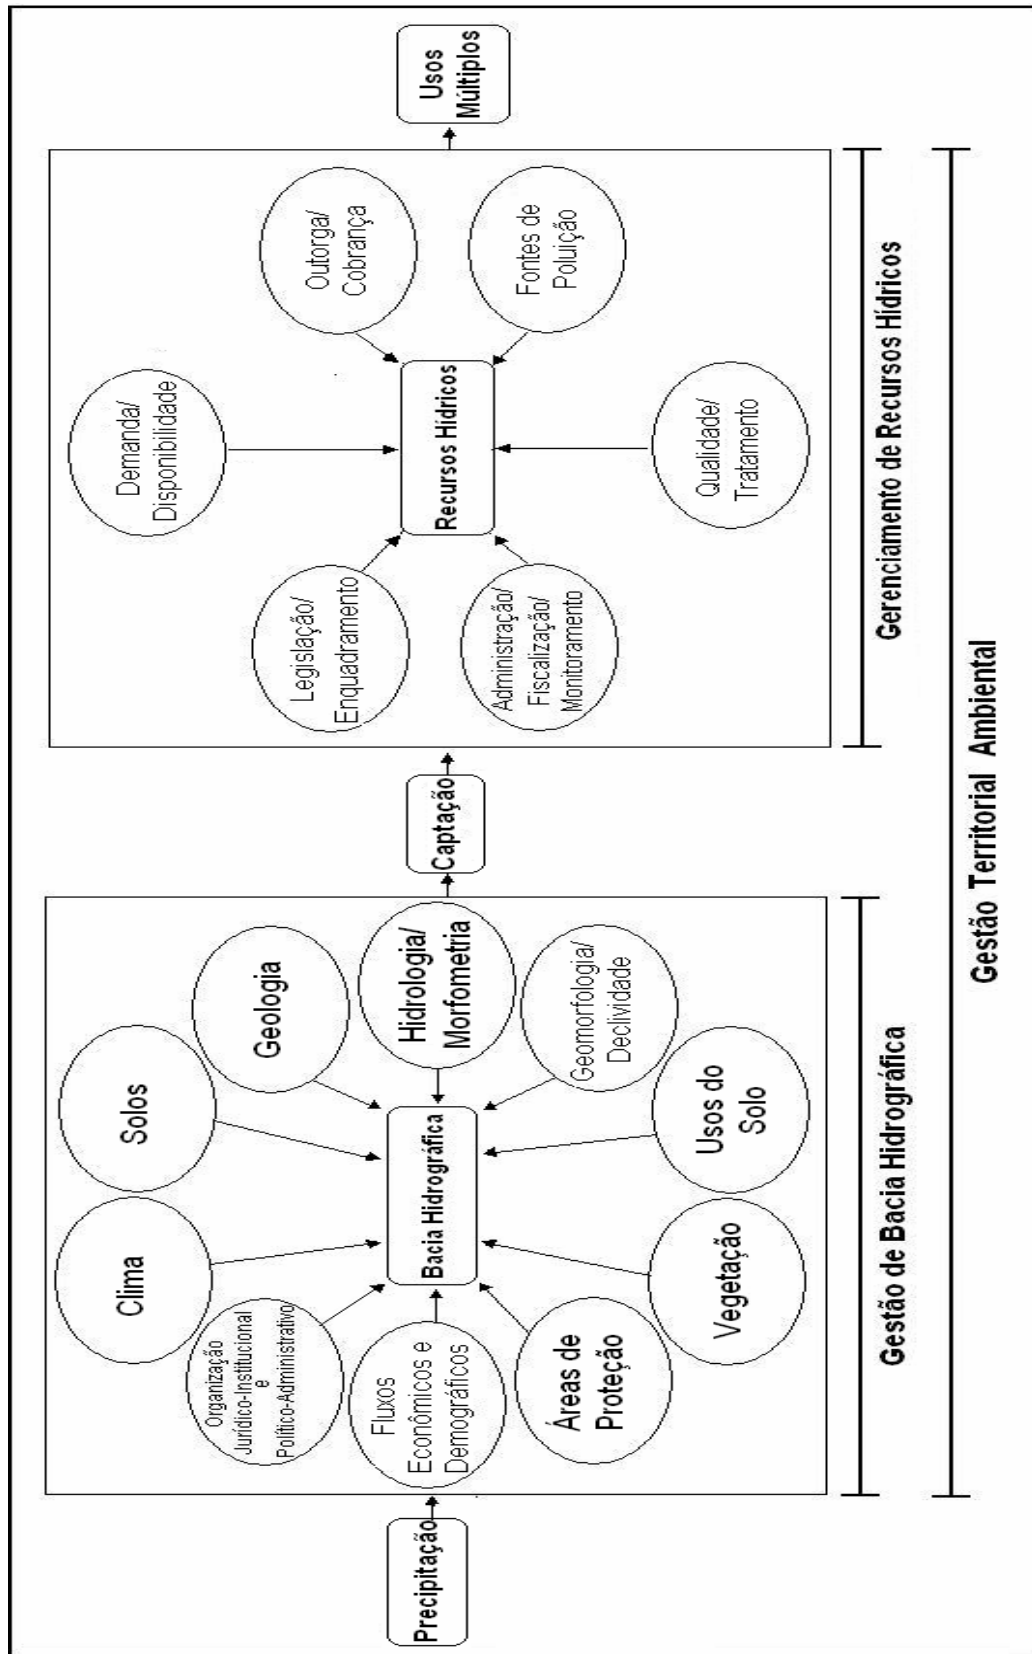 Precipitação
Organização
Jurídico-Institucional
e
Político-Administrativo
Fluxos
Econômicos e
Demográficos
Áreas de
Proteção
Clima
Vegetação
Solos
Bacia Hidrográfica
Usos do
Solo
Geologia
Hidrologia/
Morfometria
Geomorfologia/
Declividade
Gestão de Bacia Hidrográfica
Captação
Legislação/
Enquadramento
Administração/
Fiscalização/
Monitoramento
Demanda/
Disponibilidade
Recursos Hídricos
Qualidade/
Tratamento
Outorga/
Cobrança
Fontes de
Poluição
Gerenciamento de Recursos Hídricos
Usos
Múltiplos
Gestão Territorial Ambiental